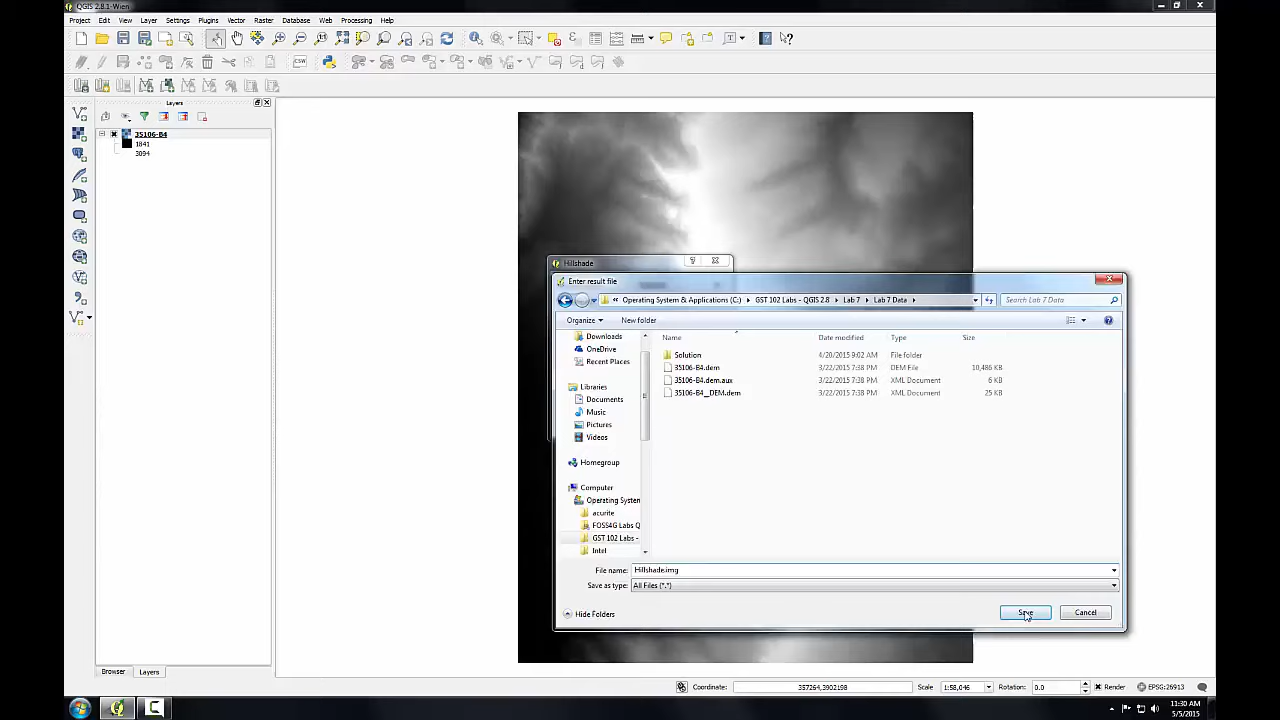 QGIS 2.8.1-Wien
Project Edit View Layer Settings Plugins Vector Raster Database Web Processing Help
CSW
Layers
35106-B4
1841
3094
Hillshade
Enter result file
« Operating System & Applications (C:) GST 102 Labs - QGIS 2.8 Lab 7 Lab 7 Data
Search Lab 7 Data
Organize New folder
Name Date modified Type Size
Downloads
OneDrive
Recent Places
Libraries
Documents
Music
Pictures
Videos
Homegroup
Computer
Operating System
acurite
FOSS4G Labs Q
GST 102 Labs -
Intel
Solution 4/20/2015 9:02 AM File folder
35106-B4.dem 3/22/2015 7:38 PM DEM File 10,486 KB
35106-B4.dem.aux 3/22/2015 7:38 PM XML Document 6 KB
35106-B4_DEM.dem 3/22/2015 7:38 PM XML Document 25 KB
File name: Hillshade.img
Save as type: All Files (*.*)
Hide Folders
Save Cancel
Browser Layers
Coordinate: 357264,3902198 Scale 1:58,046 Rotation: 0.0 Render EPSG:26913
11:30 AM
5/5/2015